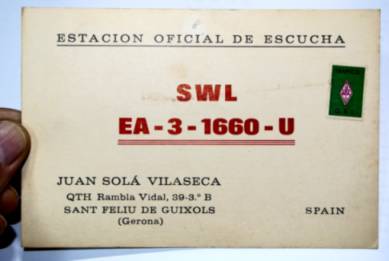 ESTACION OFICIAL DE ESCUCHA
SWL
EA-3-1660-U
JUAN SOLÁ VILASECA
QTH Rambla Vidal, 39-3.º B
SANT FELIU DE GUIXOLS
(Gerona)
SPAIN